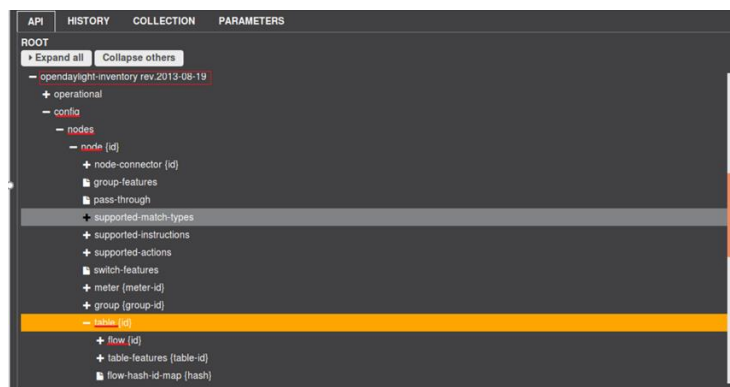 API HISTORY COLLECTION PARAMETERS
ROOT
Expand all Collapse others
opendaylight-inventory rev.2013-08-19
operational
config
nodes
node {id}
node-connector {id}
group-features
pass-through
supported-match-types
supported-instructions
supported-actions
switch-features
meter {meter-id}
group {group-id}
table {id}
flow {id}
table-features {table-id}
flow-hash-id-map {hash}